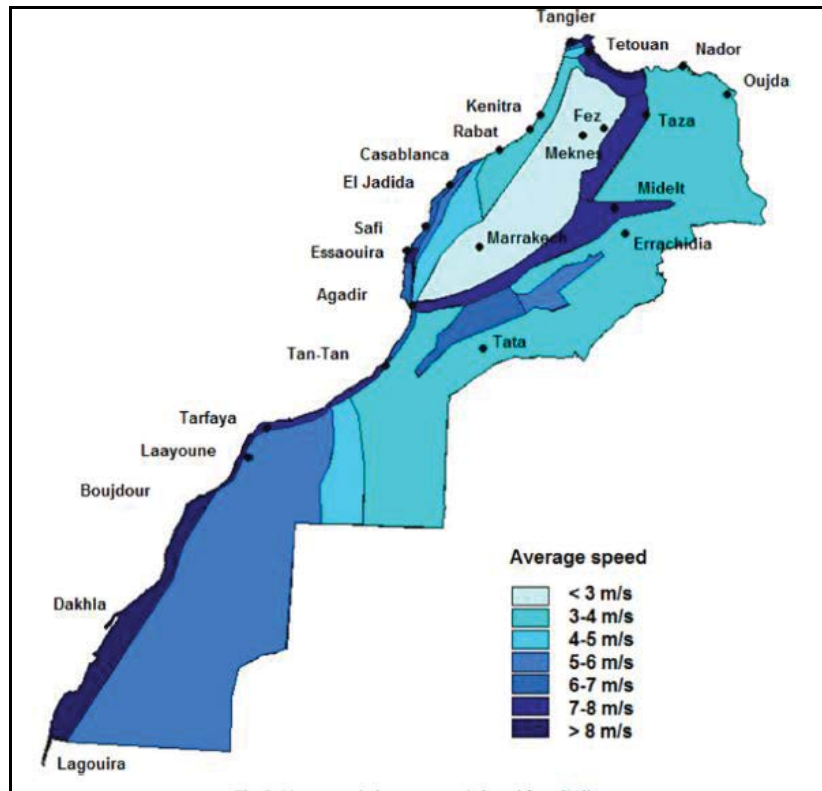 Tangier
Tetouan
Nador
Oujda
Kenitra
Fez
Taza
Rabat
Meknes
Casablanca
El Jadida
Midelt
Safi
Marrakech
Errachidia
Essaouira
Agadir
Tata
Tan-Tan
Tarfaya
Laayoune
Boujdour
Dakhla
Lagouira
Average speed
< 3 m/s
3-4 m/s
4-5 m/s
5-6 m/s
6-7 m/s
7-8 m/s
> 8 m/s